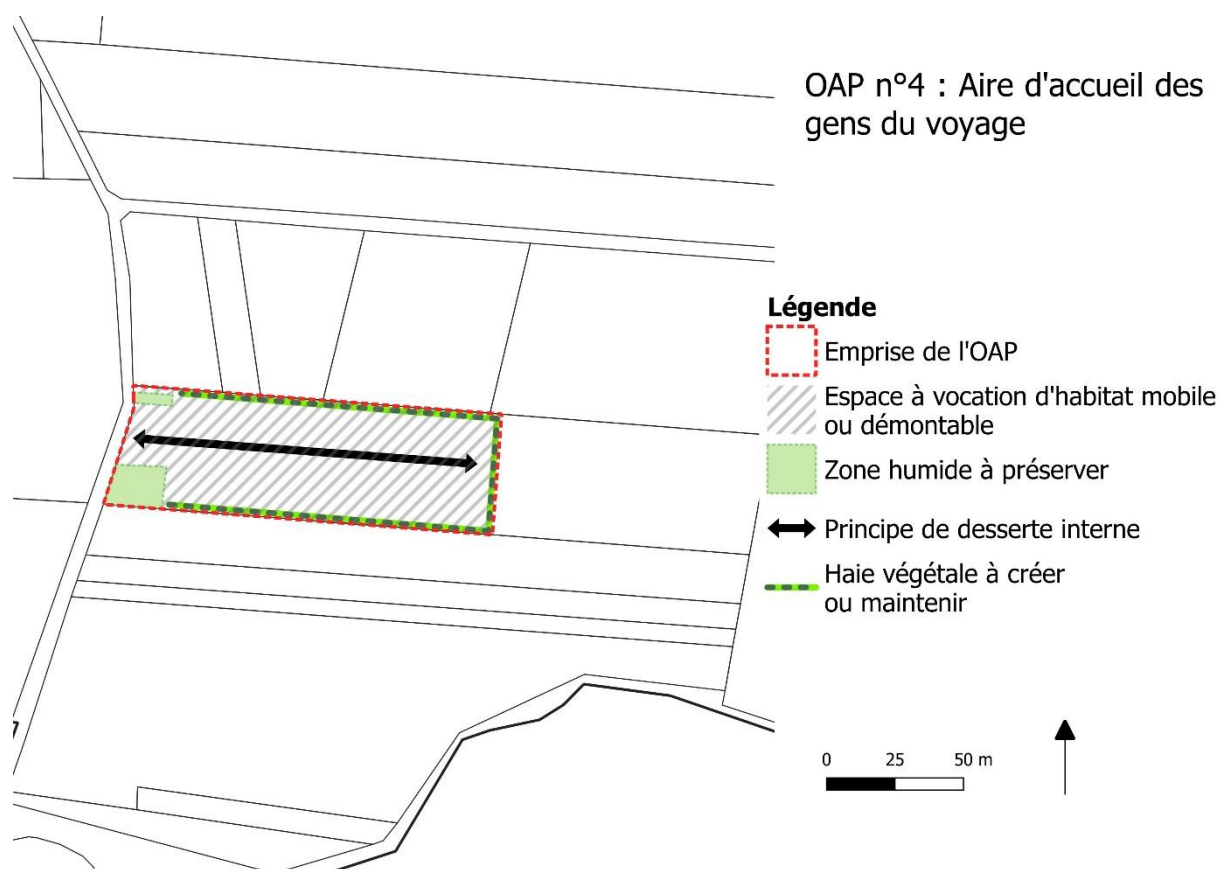 OAP n°4 : Aire d'accueil des
gens du voyage
Légende
Emprise de l'OAP
Espace à vocation d'habitat mobile
ou démontable
Zone humide à préserver
Principe de desserte interne
Haie végétale à créer
ou maintenir
0 25 50 m